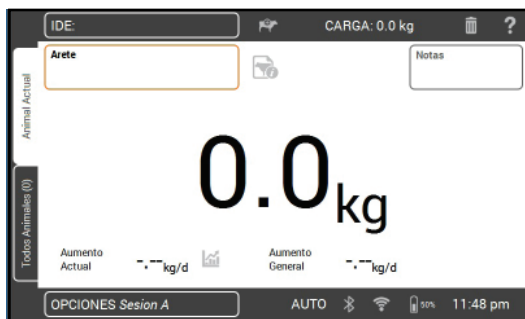 IDE:
CARGA: 0.0 kg
?
Arete
Notas
Animal Actual
0.0 kg
Todos Animales (0)
Aumento
Actual
-.--kg/d
Aumento
General
-.--kg/d
OPCIONES Sesion A
AUTO
50%
11:48 pm